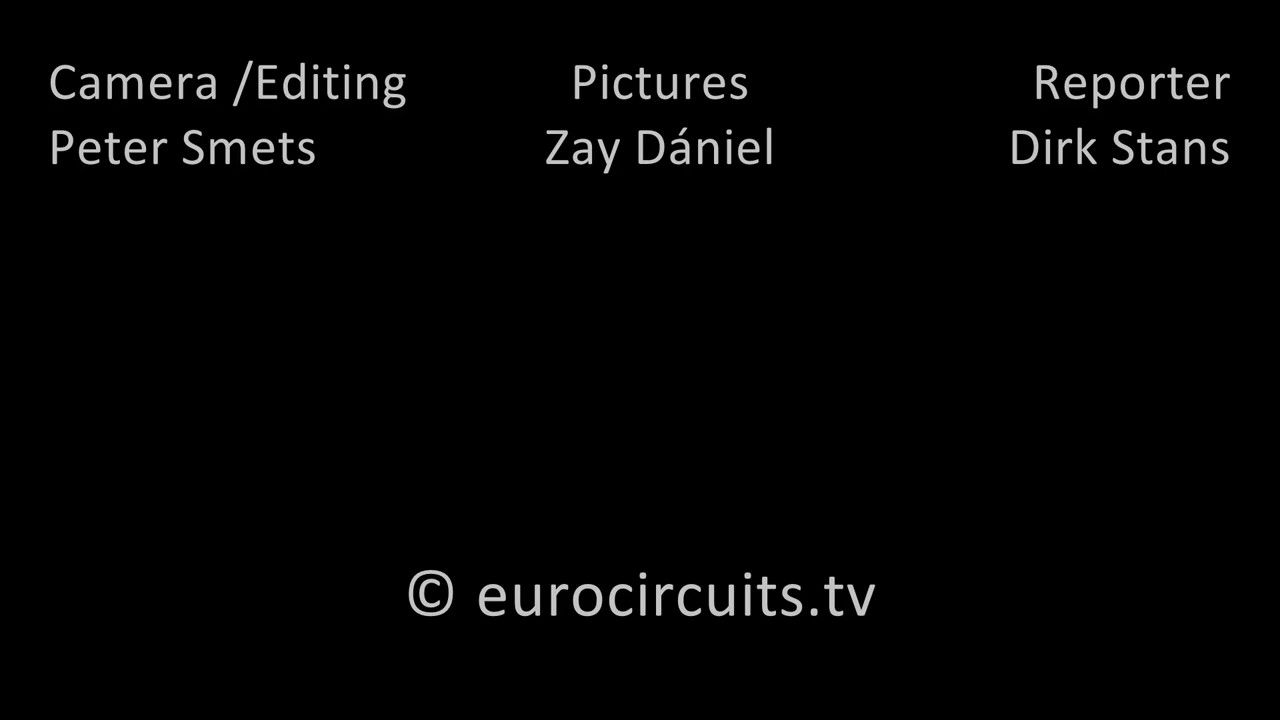 Camera /Editing Pictures Reporter
Peter Smets Zay Dániel Dirk Stans
© eurocircuits.tv